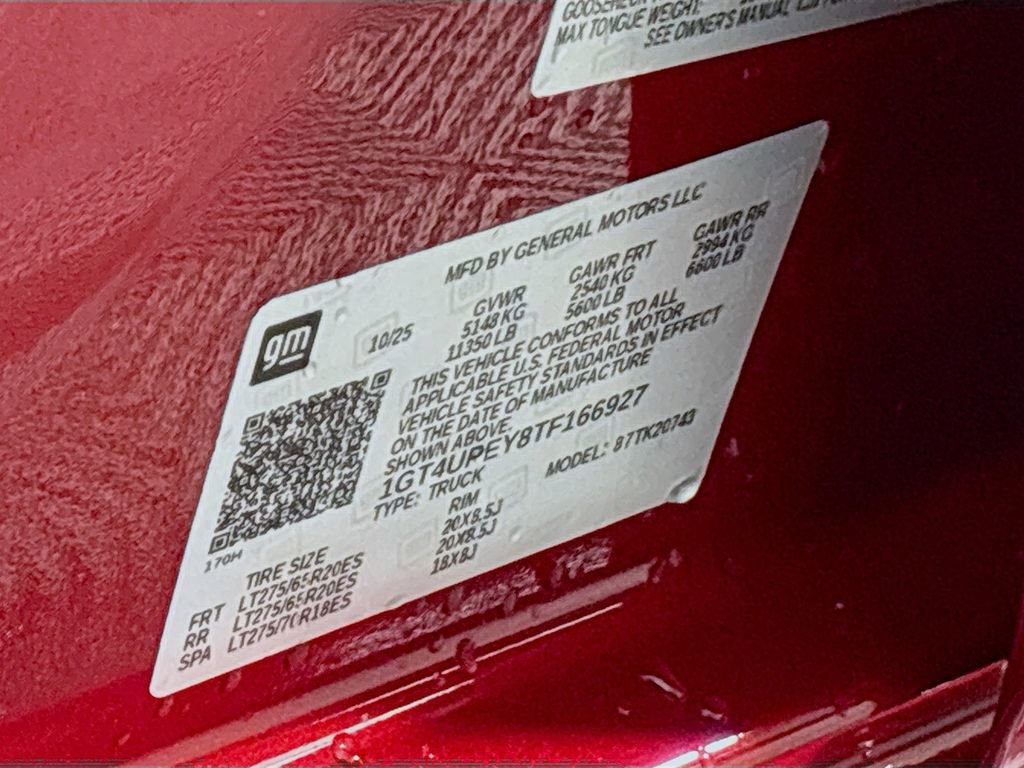 MAX TONGUE WEIGHT:
SEE OWNER'S MANUAL
MFD BY GENERAL MOTORS LLC
gm
10/25
GVWR GAWR FRT GAWR RR
5148 KG 2540 KG 2994 KG
11350 LB 5600 LB 6600 LB
THIS VEHICLE CONFORMS TO ALL
APPLICABLE U.S. FEDERAL MOTOR
VEHICLE SAFETY STANDARDS IN EFFECT
ON THE DATE OF MANUFACTURE
SHOWN ABOVE.
1GT4UPEY8TF166927
TYPE: TRUCK MODEL: 87TK20743
170H
TIRE SIZE RIM
FRT LT275/65R20ES 20X8.5J
RR LT275/65R20ES 20X8.5J
SPA LT275/70R18ES 18X8J